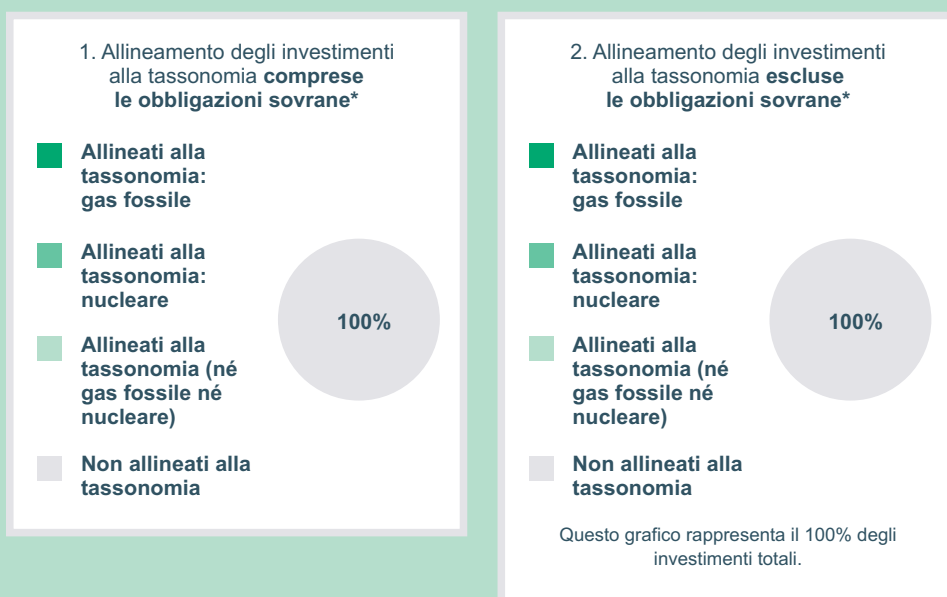 1. Allineamento degli investimenti
alla tassonomia comprese
le obbligazioni sovrane*
Allineati alla
tassonomia:
gas fossile
Allineati alla
tassonomia:
nucleare
Allineati alla
tassonomia (né
gas fossile né
nucleare)
Non allineati alla
tassonomia
100%
2. Allineamento degli investimenti
alla tassonomia escluse
le obbligazioni sovrane*
Allineati alla
tassonomia:
gas fossile
Allineati alla
tassonomia:
nucleare
Allineati alla
tassonomia (né
gas fossile né
nucleare)
Non allineati alla
tassonomia
100%
Questo grafico rappresenta il 100% degli
investimenti totali.